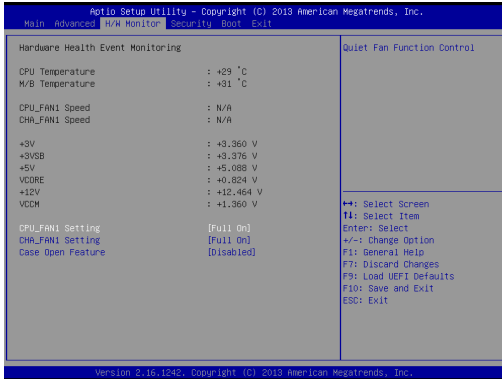 Aptio Setup Utility – Copyright (C) 2013 American Megatrends, Inc.
Main Advanced H/W Monitor Security Boot Exit
Hardware Health Event Monitoring
CPU Temperature : +29 °C
M/B Temperature : +31 °C
CPU_FAN1 Speed : N/A
CHA_FAN1 Speed : N/A
+3V : +3.360 V
+3VSB : +3.376 V
+5V : +5.088 V
VCORE : +0.824 V
+12V : +12.464 V
VCCM : +1.360 V
CPU_FAN1 Setting [Full On]
CHA_FAN1 Setting [Full On]
Case Open Feature [Disabled]
Quiet Fan Function Control
↔: Select Screen
↑↓: Select Item
Enter: Select
+/-: Change Option
F1: General Help
F7: Discard Changes
F9: Load UEFI Defaults
F10: Save and Exit
ESC: Exit
Version 2.16.1242. Copyright (C) 2013 American Megatrends, Inc.